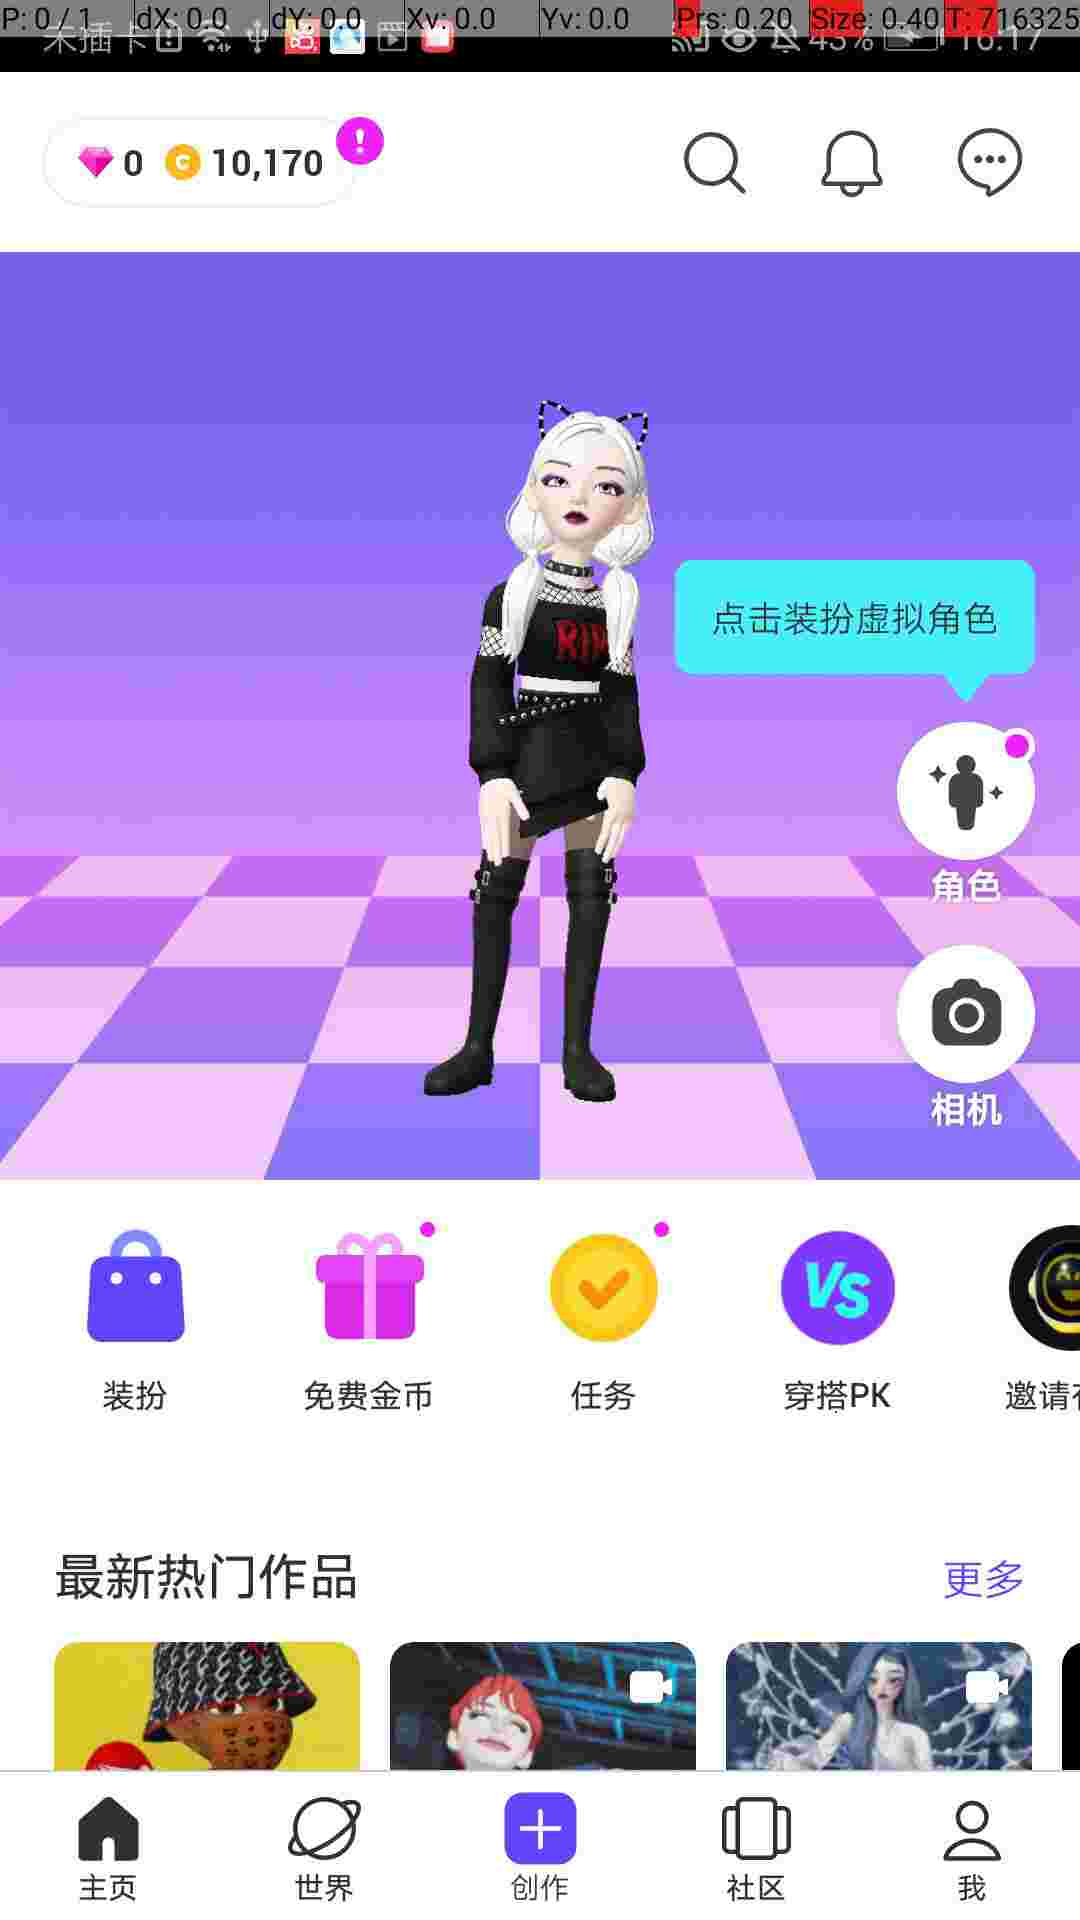 P: 0 / 1 dX: 0.0 dY: 0.0 Xv: 0.0 Yv: 0.0 Prs: 0.20 Size: 0.40 T: 716325
未插卡 43% 16:17
0 C 10,170 !
点击装扮虚拟角色
RIP
角色
相机
VS
装扮 免费金币 任务 穿搭PK 邀请
最新热门作品 更多
主页 世界 创作 社区 我